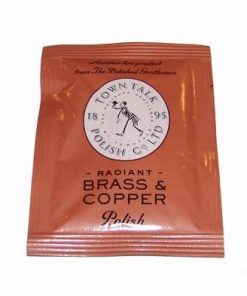 Another fine product
from The Polished Gentleman
TOWN TALK
18 95
POLISH Co. LTD
- RADIANT -
BRASS &
COPPER
Polish